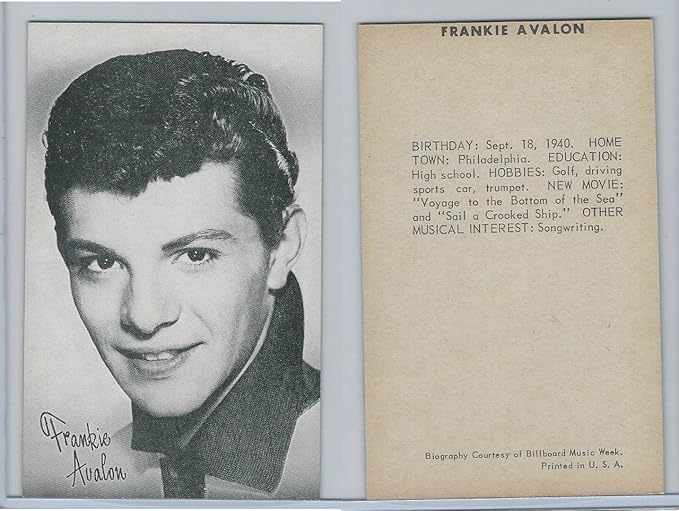 Frankie
Avalon
FRANKIE AVALON
BIRTHDAY: Sept. 18, 1940. HOME
TOWN: Philadelphia. EDUCATION:
High school. HOBBIES: Golf, driving
sports car, trumpet. NEW MOVIE:
"Voyage to the Bottom of the Sea"
and "Sail a Crooked Ship." OTHER
MUSICAL INTEREST: Songwriting.
Biography Courtesy of Billboard Music Week.
Printed in U. S. A.